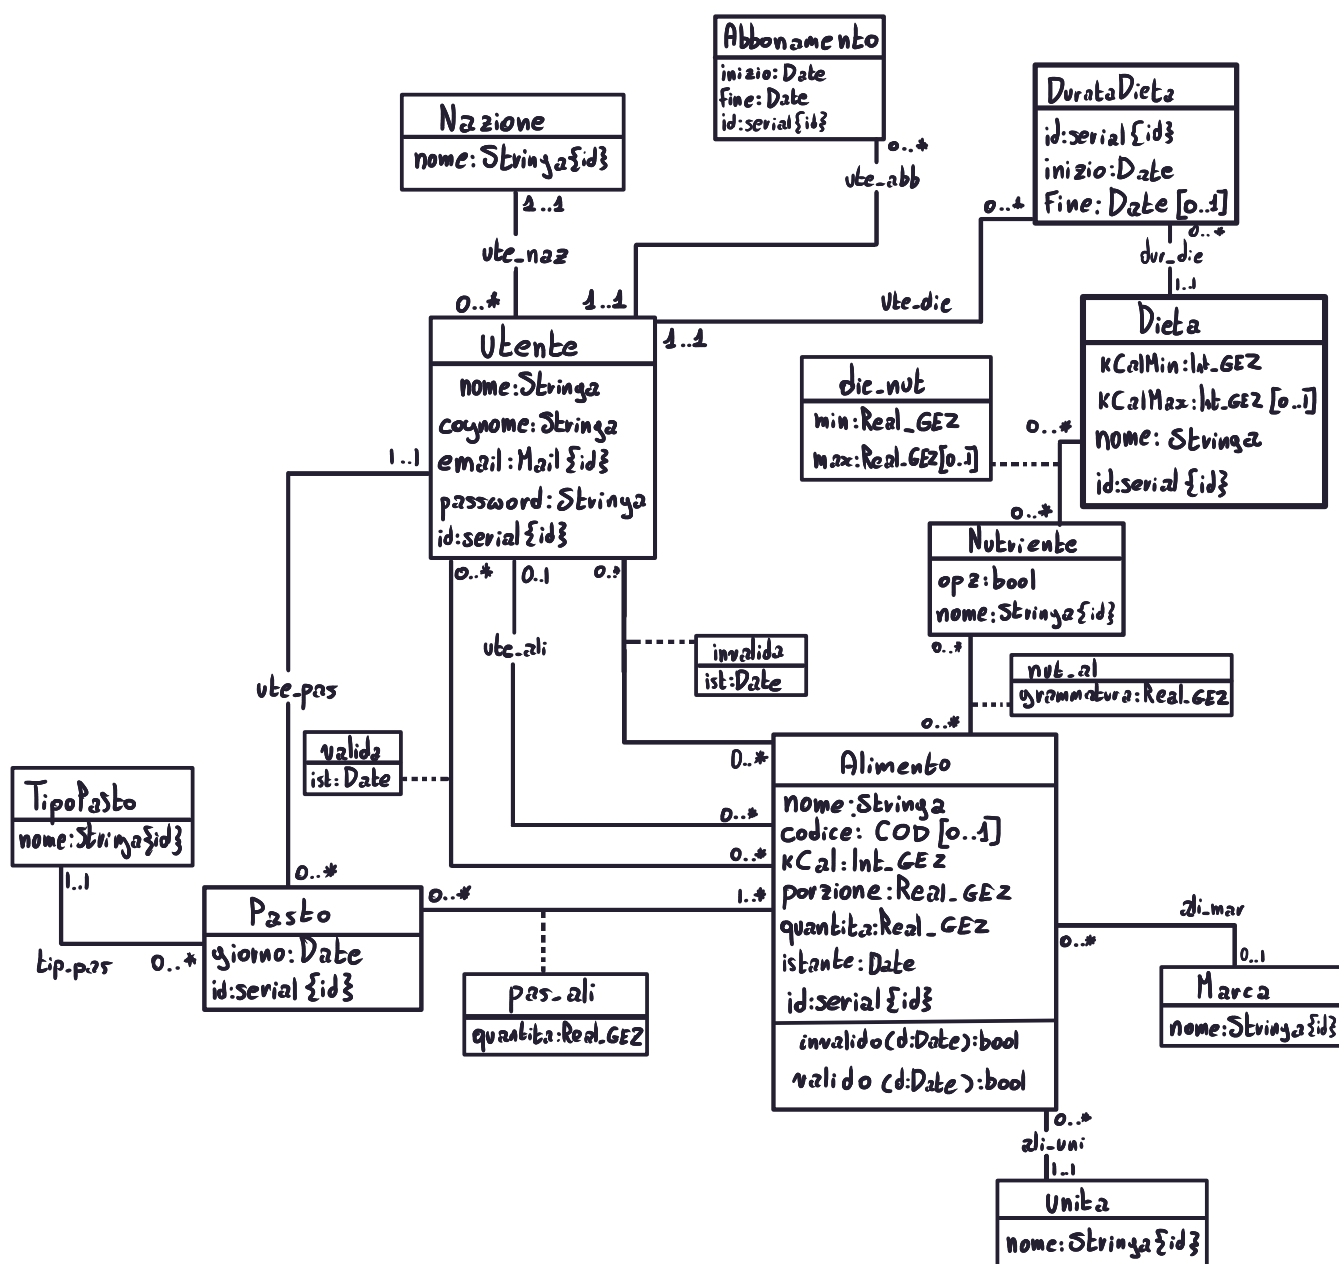 Abbonamento
inizio:Date
fine:Date
id:serial{id}
0..*
ute_abb
DurataDieta
id:serial{id}
inizio:Date
fine:Date [0..1]
0..*
0..1
dur_die
1..1
Nazione
nome:Stringa{id}
1..1
ute_naz
0..*
1..1
ute-die
1..1
Utente
nome:Stringa
cognome:Stringa
email:Mail{id}
password:Stringa
id:serial{id}
1..1
0..*
0..1
0..*
Dieta
KCalMin:Int_GEZ
KCalMax:Int_GEZ [0..1]
nome: Stringa
id:serial{id}
0..*
die_nut
min:Real_GEZ
max:Real_GEZ[0..1]
0..*
Nutriente
opz:bool
nome:Stringa{id}
0..*
nut_al
grammatura:Real_GEZ
0..*
ute_ali
invalida
ist:Date
ute_pas
valida
ist:Date
0..*
0..*
0..*
TipoPasto
nome:Stringa{id}
1..1
tip_pas
0..*
0..*
Pasto
giorno:Date
id:serial{id}
0..*
1..*
pas_ali
quantita:Real_GEZ
Alimento
nome:Stringa
codice: COD [0..1]
KCal:Int_GEZ
porzione:Real_GEZ
quantita:Real_GEZ
istante:Date
id:serial{id}
invalido(d:Date):bool
valido (d:Date):bool
0..*
ali_mar
0..1
Marca
nome:Stringa{id}
0..*
ali_uni
1..1
Unita
nome:Stringa{id}